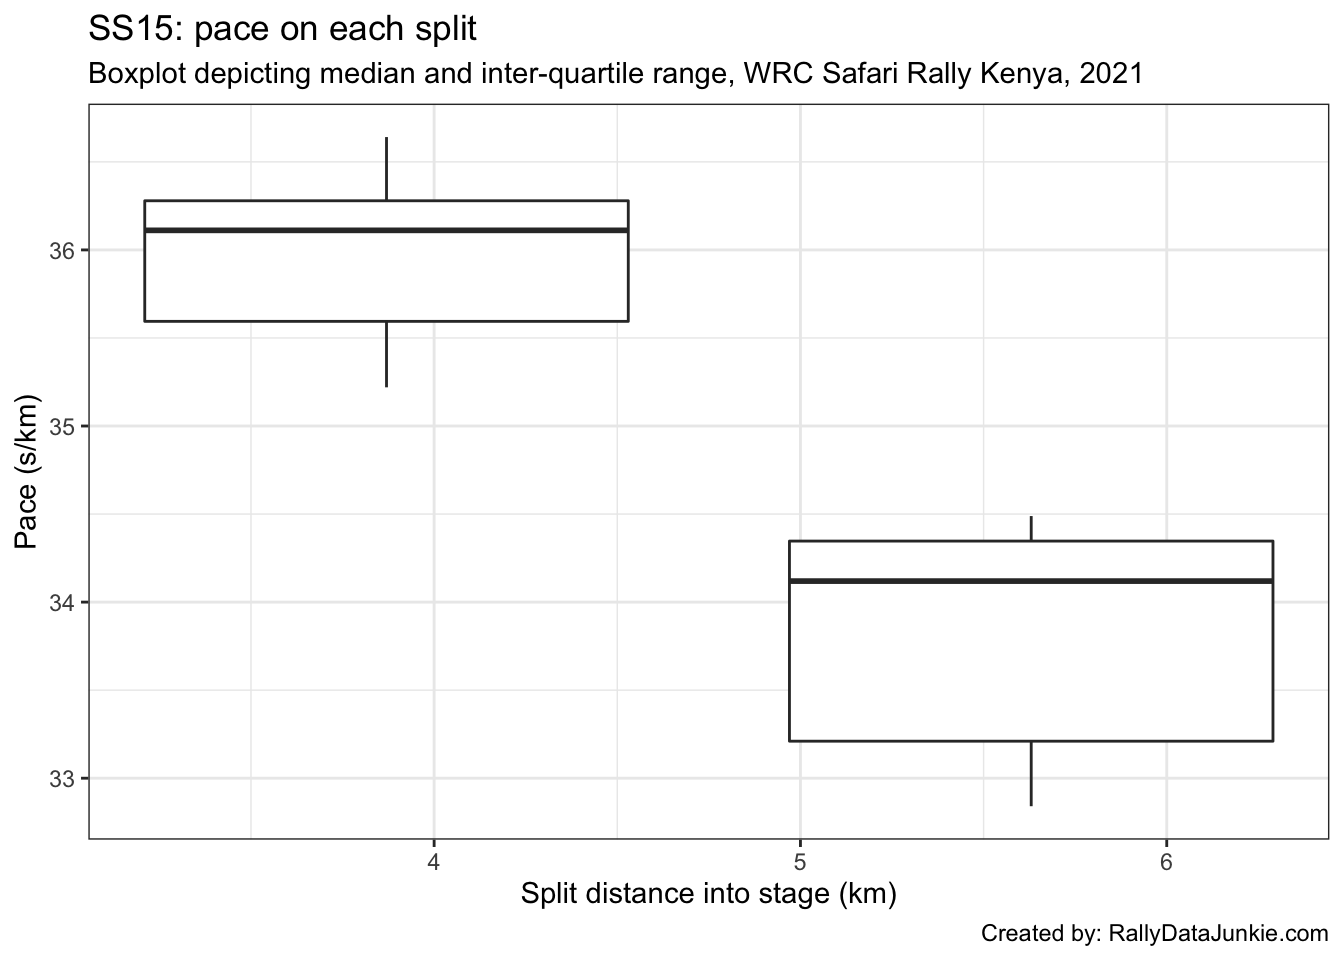 SS15: pace on each split
Boxplot depicting median and inter-quartile range, WRC Safari Rally Kenya, 2021
36
35
34
33
Pace (s/km)
4 5 6
Split distance into stage (km)
Created by: RallyDataJunkie.com